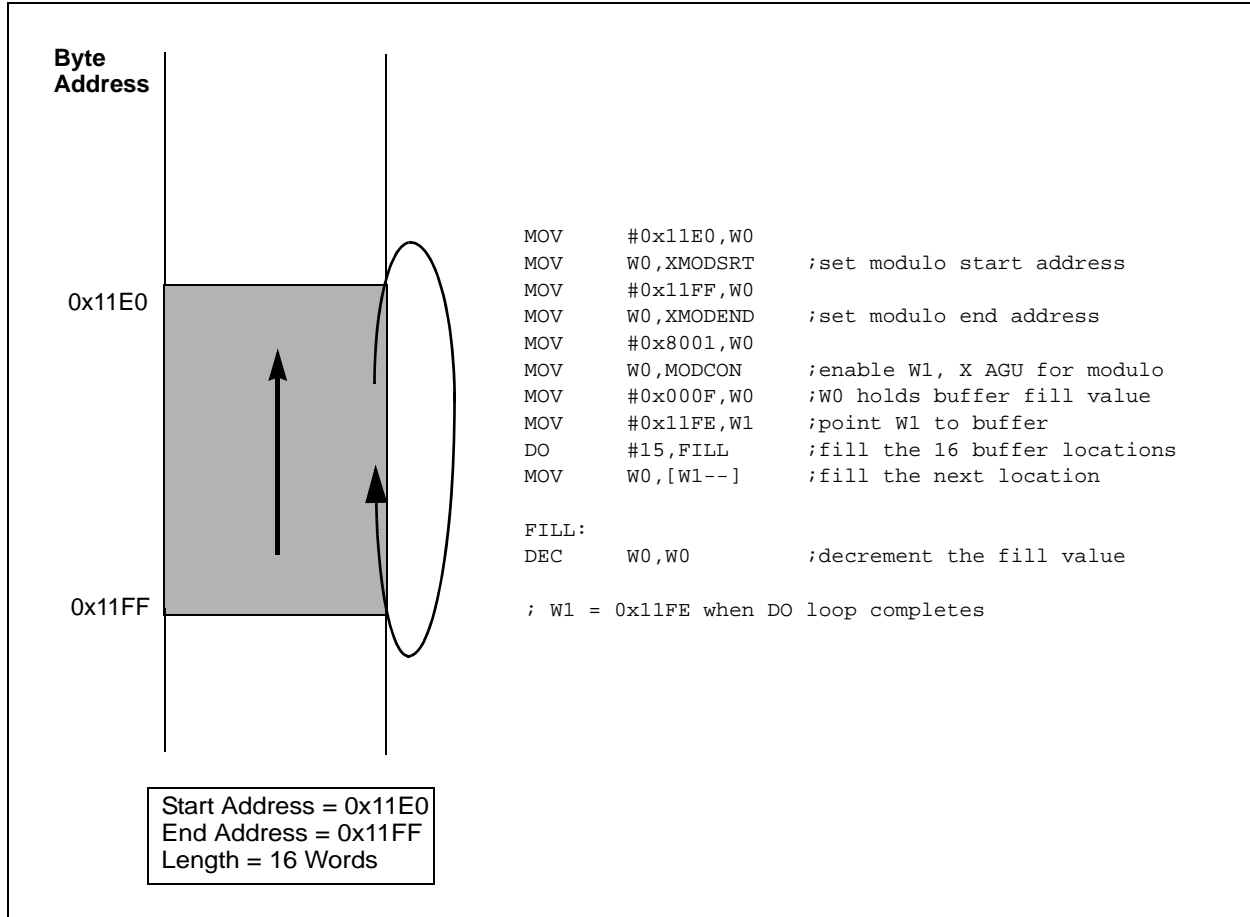 Byte
Address
0x11E0
0x11FF
MOV #0x11E0,W0
MOV W0,XMODSRT ;set modulo start address
MOV #0x11FF,W0
MOV W0,XMODEND ;set modulo end address
MOV #0x8001,W0
MOV W0,MODCON ;enable W1, X AGU for modulo
MOV #0x000F,W0 ;W0 holds buffer fill value
MOV #0x11FE,W1 ;point W1 to buffer
DO #15,FILL ;fill the 16 buffer locations
MOV W0,[W1--] ;fill the next location
FILL:
DEC W0,W0 ;decrement the fill value
; W1 = 0x11FE when DO loop completes
Start Address = 0x11E0
End Address = 0x11FF
Length = 16 Words